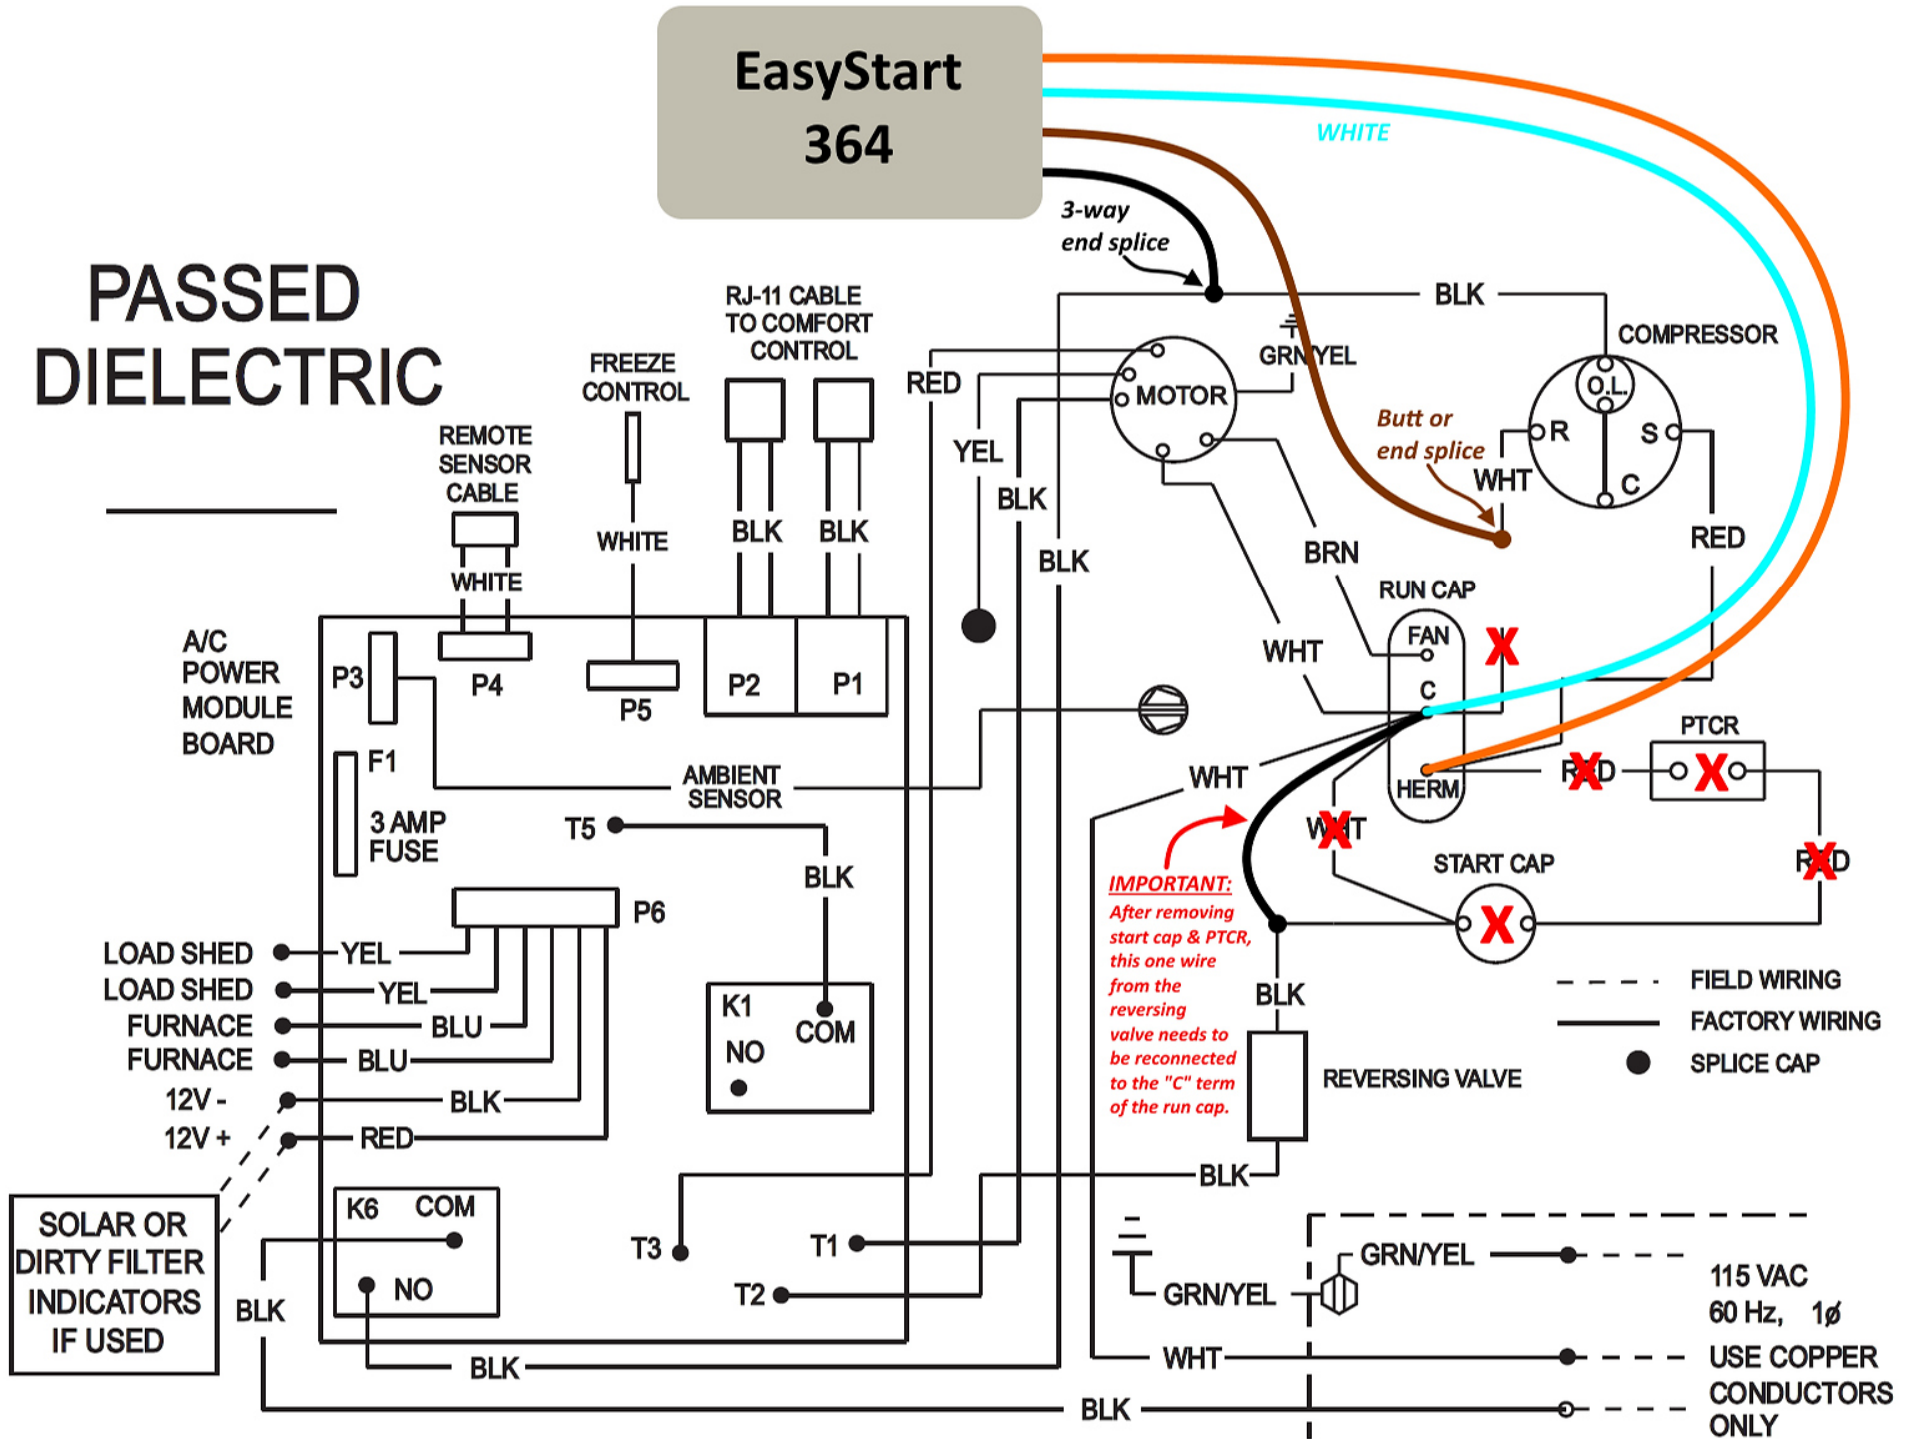 EasyStart
364
WHITE
3-way
end splice
PASSED
DIELECTRIC
RJ-11 CABLE
TO COMFORT
CONTROL
BLK
GRN/YEL
COMPRESSOR
FREEZE
CONTROL
RED
MOTOR
O.L.
REMOTE
SENSOR
CABLE
YEL
Butt or
end splice
R
S
C
WHT
BLK
WHITE
BLK
BLK
BLK
BRN
RED
WHITE
RUN CAP
A/C
POWER
MODULE
BOARD
P3
P4
P5
P2
P1
WHT
FAN
X
C
PTCR
F1
AMBIENT
SENSOR
WHT
HERM
RED
X
X
3 AMP
FUSE
T5
BLK
WHT
X
START CAP
RED
X
IMPORTANT:
After removing
start cap & PTCR,
this one wire
from the
reversing
valve needs to
be reconnected
to the "C" term
of the run cap.
X
P6
LOAD SHED
YEL
LOAD SHED
YEL
FURNACE
BLU
FURNACE
BLU
12V -
BLK
12V +
RED
K1
COM
NO
BLK
REVERSING VALVE
FIELD WIRING
FACTORY WIRING
SPLICE CAP
BLK
SOLAR OR
DIRTY FILTER
INDICATORS
IF USED
K6
COM
NO
BLK
T3
T1
T2
GRN/YEL
GRN/YEL
115 VAC
60 Hz, 1ø
BLK
WHT
USE COPPER
CONDUCTORS
ONLY
BLK